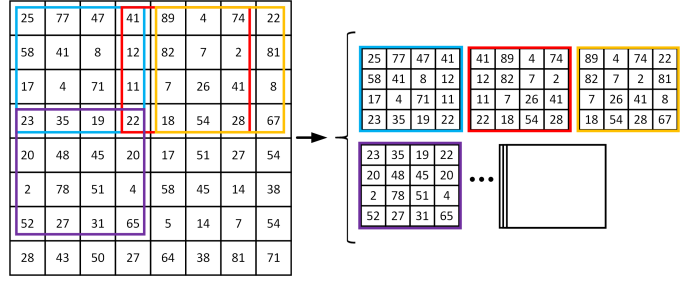 25 77 47 41 89 4 74 22
58 41 8 12 82 7 2 81
17 4 71 11 7 26 41 8
23 35 19 22 18 54 28 67
20 48 45 20 17 51 27 54
2 78 51 4 58 45 14 38
52 27 31 65 5 14 7 54
28 43 50 27 64 38 81 71
25 77 47 41
58 41 8 12
17 4 71 11
23 35 19 22
41 89 4 74
12 82 7 2
11 7 26 41
22 18 54 28
89 4 74 22
82 7 2 81
7 26 41 8
18 54 28 67
23 35 19 22
20 48 45 20
2 78 51 4
52 27 31 65
•••